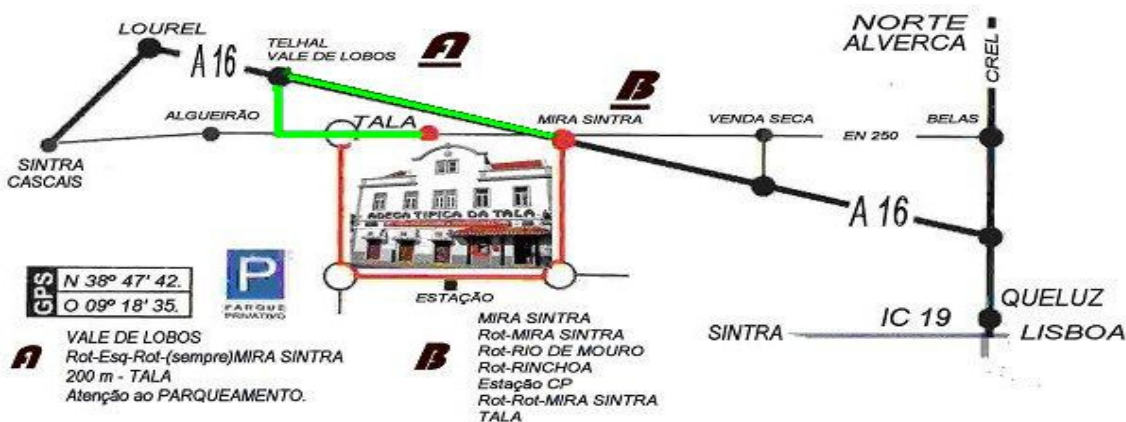 LOUREL
A 16
TELHAL
VALE DE LOBOS
A
B
NORTE
ALVERCA
CREL
ALGUEIRÃO
TALA
MIRA SINTRA
VENDA SECA
EN 250
BELAS
SINTRA
CASCAIS
ADEGA TIPICA DA TALA
A 16
GPS
N 38º 47' 42.
O 09º 18' 35.
P
PARQUE
PRIVATIVO
ESTAÇÃO
QUELUZ
IC 19
SINTRA
LISBOA
A
VALE DE LOBOS
Rot-Esq-Rot-(sempre)MIRA SINTRA
200 m - TALA
Atenção ao PARQUEAMENTO.
B
MIRA SINTRA
Rot-MIRA SINTRA
Rot-RIO DE MOURO
Rot-RINCHOA
Estação CP
Rot-Rot-MIRA SINTRA
TALA